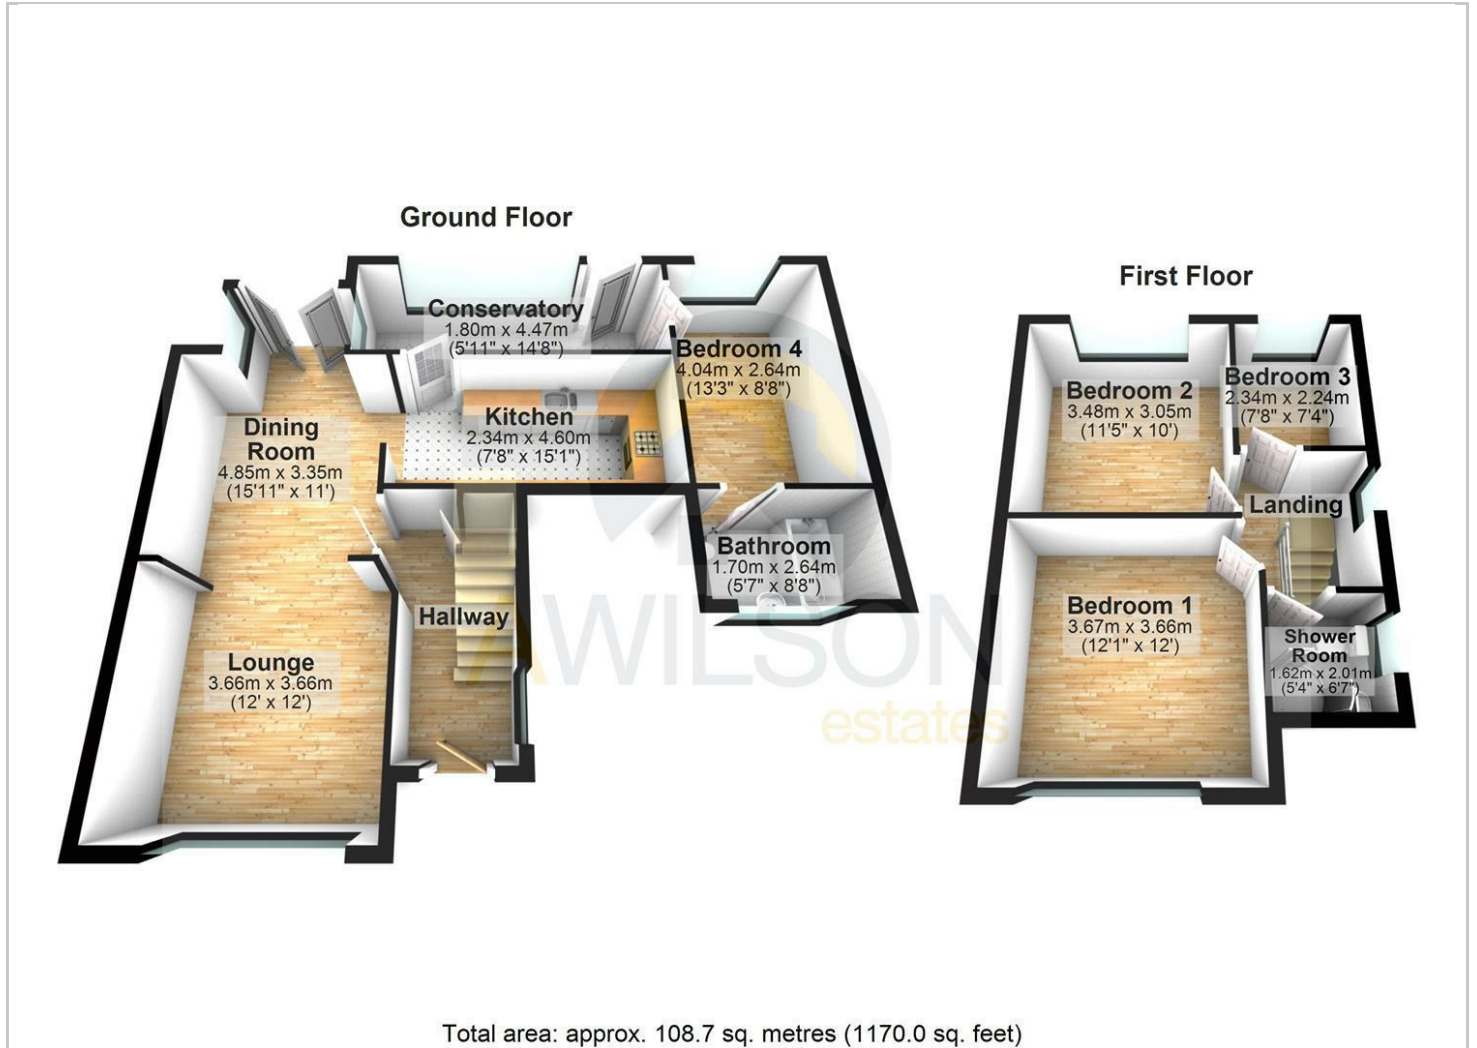 Ground Floor
Conservatory
1.80m x 4.47m
(5'11" x 14'8")
Bedroom 4
4.04m x 2.64m
(13'3" x 8'8")
Kitchen
2.34m x 4.60m
(7'8" x 15'1")
Dining
Room
4.85m x 3.35m
(15'11" x 11')
Bathroom
1.70m x 2.64m
(5'7" x 8'8")
Hallway
Lounge
3.66m x 3.66m
(12' x 12')
First Floor
Bedroom 2
3.48m x 3.05m
(11'5" x 10')
Bedroom 3
2.34m x 2.24m
(7'8" x 7'4")
Landing
Bedroom 1
3.67m x 3.66m
(12'1" x 12')
Shower
Room
1.62m x 2.01m
(5'4" x 6'7")
AWILSON
estates
Total area: approx. 108.7 sq. metres (1170.0 sq. feet)